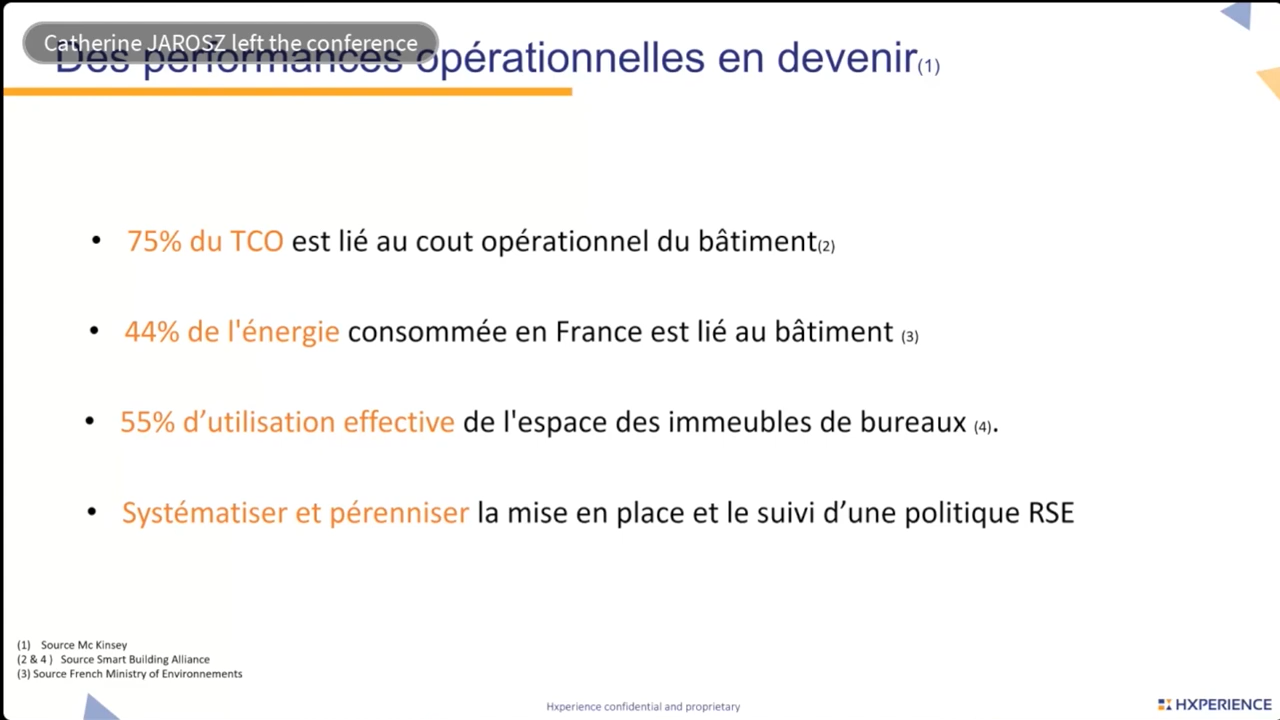 Catherine JAROSZ left the conference
Des performances opérationnelles en devenir(1)
• 75% du TCO est lié au cout opérationnel du bâtiment(2)
• 44% de l'énergie consommée en France est lié au bâtiment (3)
• 55% d’utilisation effective de l'espace des immeubles de bureaux (4).
• Systématiser et pérenniser la mise en place et le suivi d’une politique RSE
(1) Source Mc Kinsey
(2 & 4 ) Source Smart Building Alliance
(3) Source French Ministry of Environnements
Hxperience confidential and proprietary
HXPERIENCE